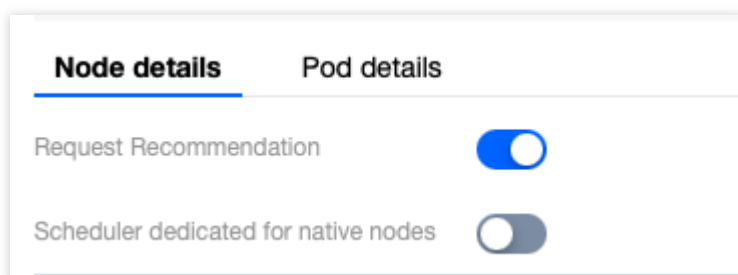 Node details Pod details
Request Recommendation
Scheduler dedicated for native nodes